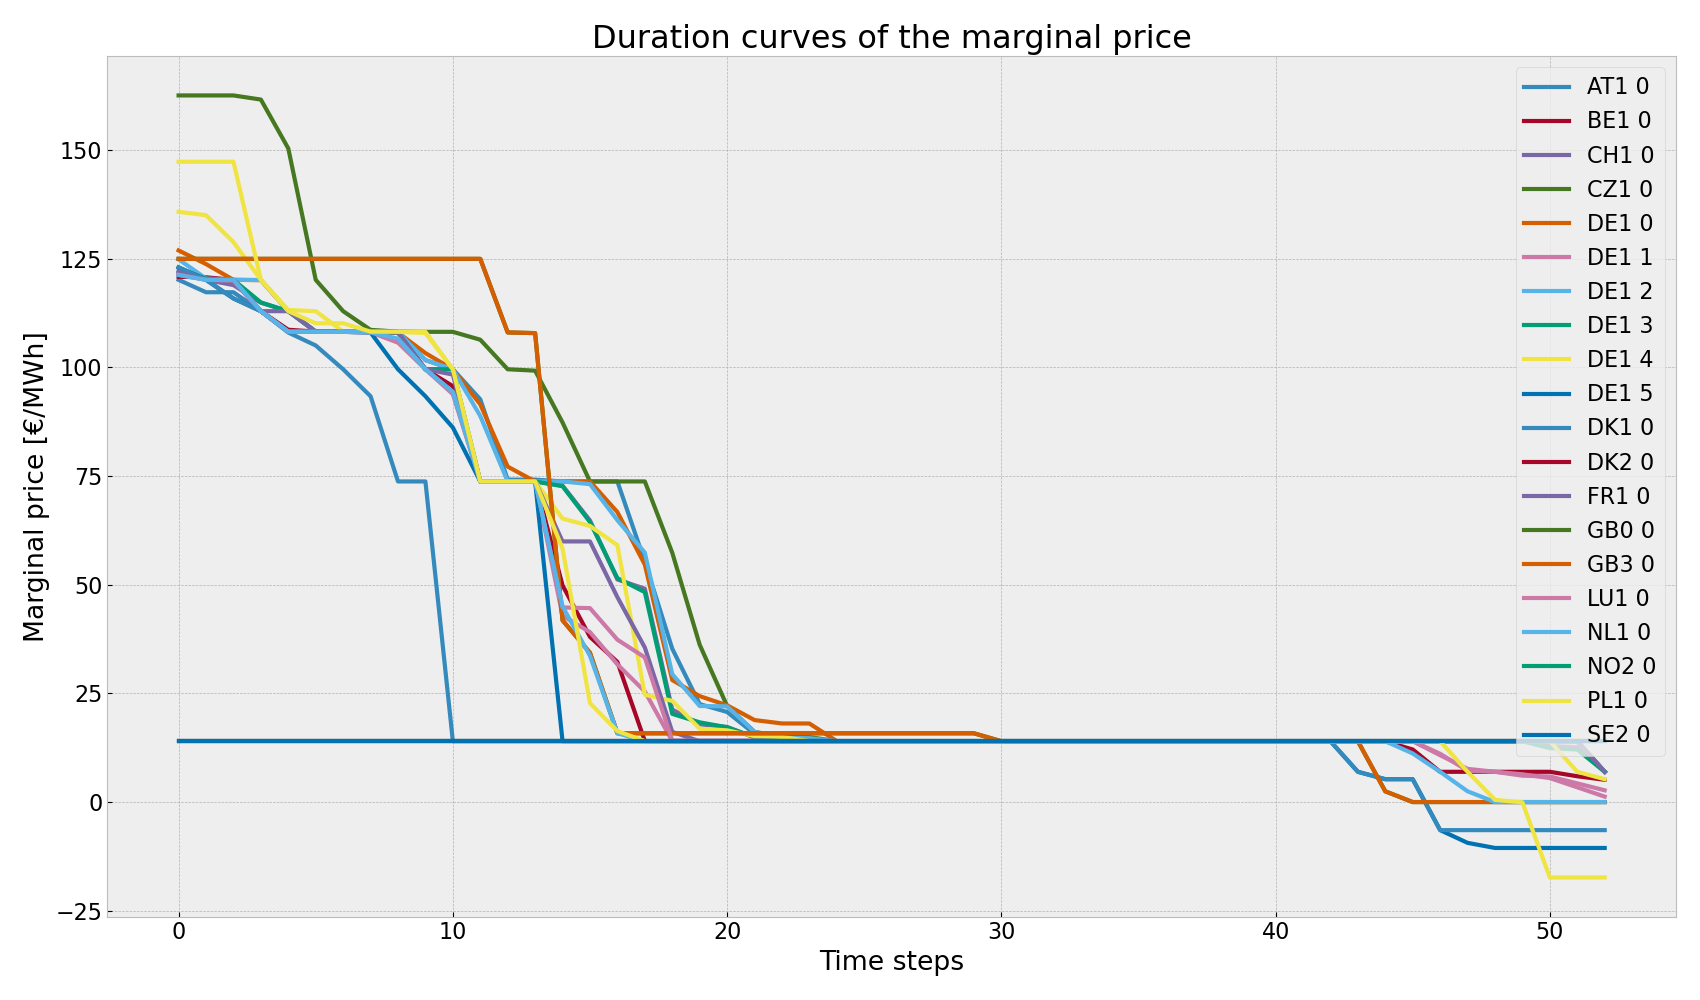 Duration curves of the marginal price
Marginal price [€/MWh]
150
125
100
75
50
25
0
−25
0 10 20 30 40 50
Time steps
AT1 0
BE1 0
CH1 0
CZ1 0
DE1 0
DE1 1
DE1 2
DE1 3
DE1 4
DE1 5
DK1 0
DK2 0
FR1 0
GB0 0
GB3 0
LU1 0
NL1 0
NO2 0
PL1 0
SE2 0